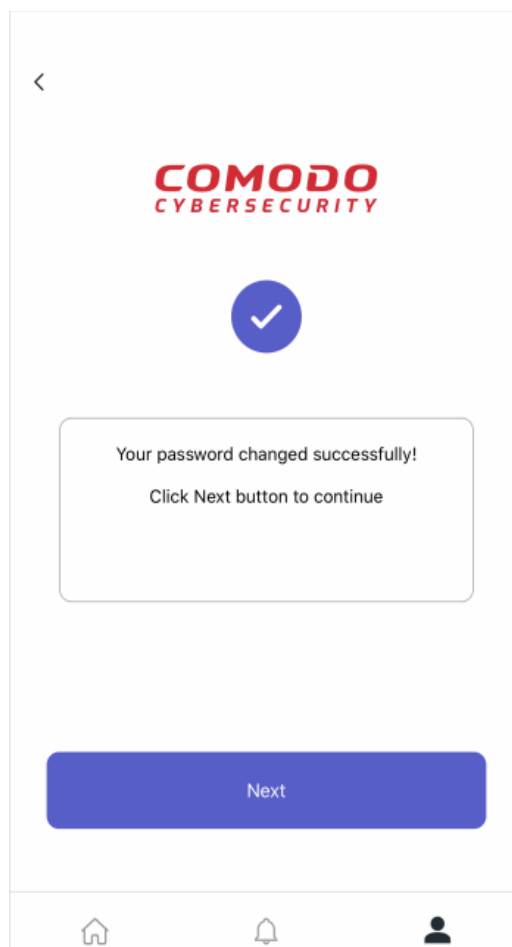 COMODO
CYBERSECURITY
Your password changed successfully!
Click Next button to continue
Next